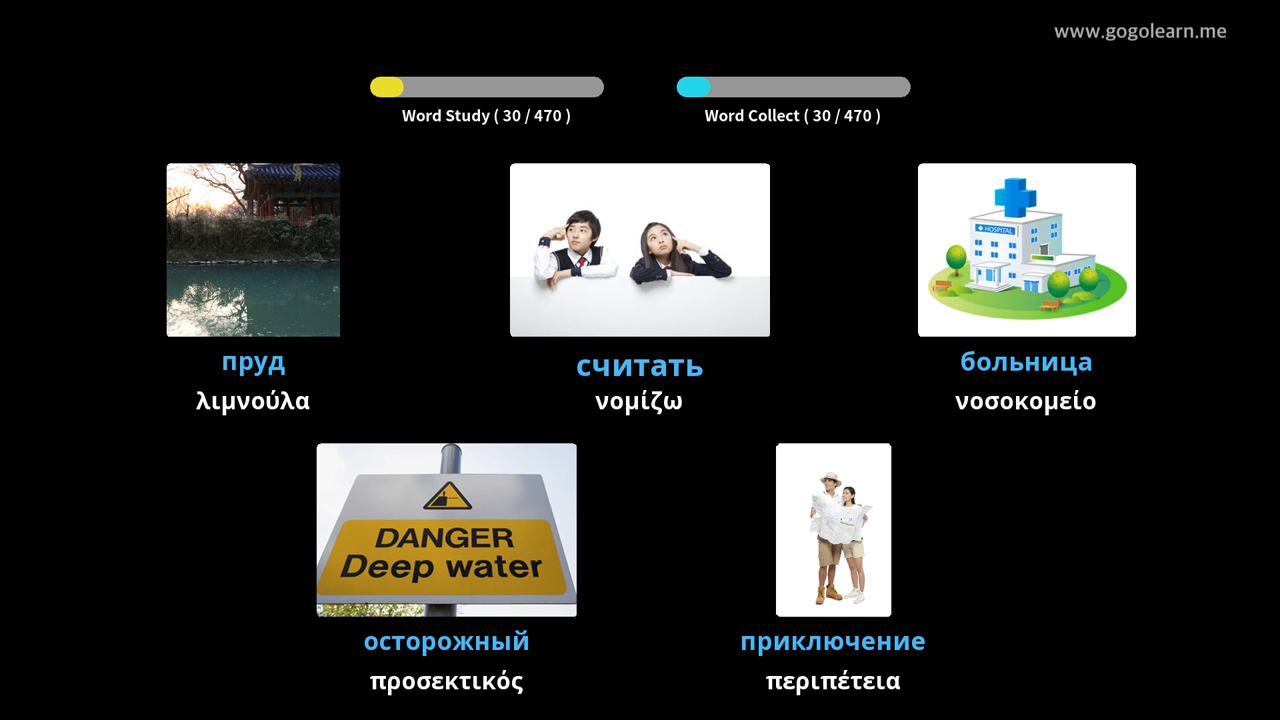 www.gogolearn.me
Word Study ( 30 / 470 )
Word Collect ( 30 / 470 )
HOSPITAL
пруд
λιμνούλα
считать
νομίζω
больница
νοσοκομείο
DANGER
Deep water
осторожный
προσεκτικός
приключение
περιπέτεια